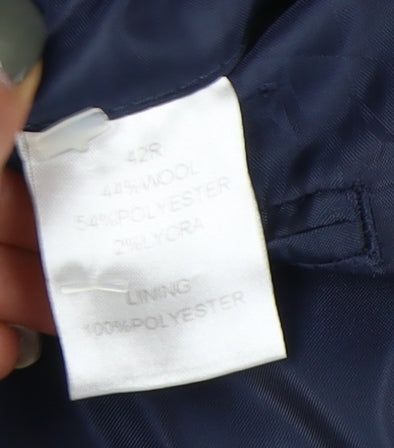 42R
44%WOOL
54%POLYESTER
2%LYCRA
LINING
100%POLYESTER